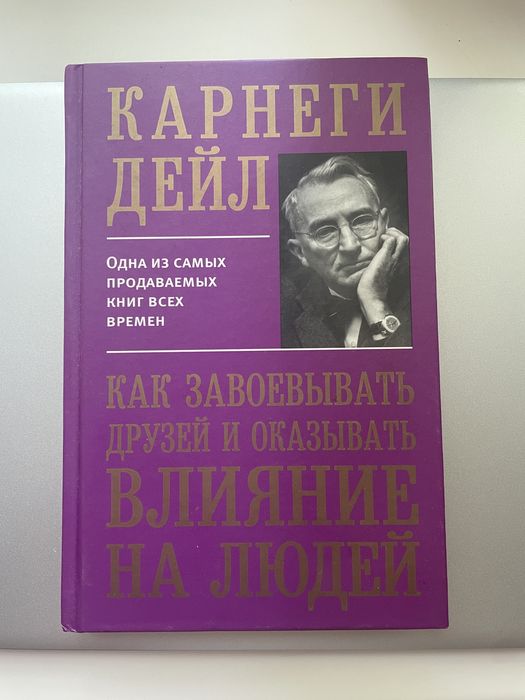 КАРНЕГИ
ДЕЙЛ
Одна из самых
продаваемых
книг всех
времен
КАК ЗАВОЕВЫВАТЬ
ДРУЗЕЙ И ОКАЗЫВАТЬ
ВЛИЯНИЕ
НА ЛЮДЕЙ